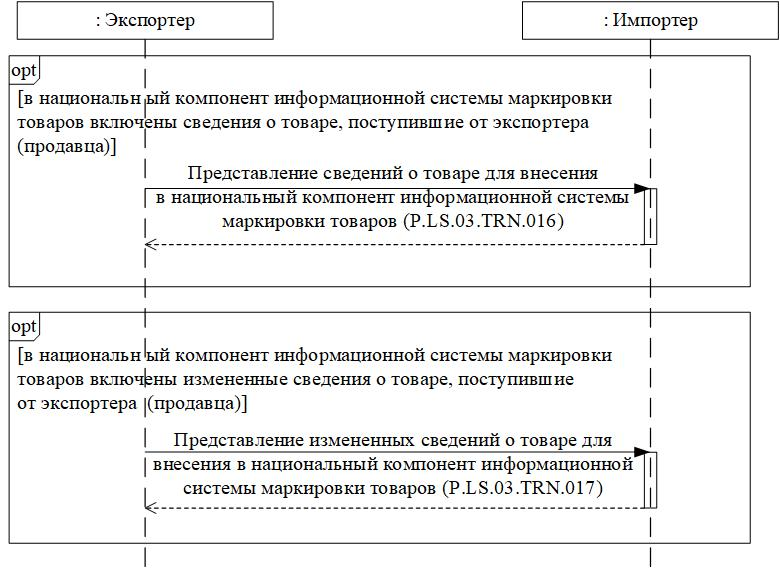 : Экспортер
: Импортер
opt
[в национальный компонент информационной системы маркировки
товаров включены сведения о товаре, поступившие от экспортера
(продавца)]
Представление сведений о товаре для внесения
в национальный компонент информационной системы
маркировки товаров (P.LS.03.TRN.016)
opt
[в национальный компонент информационной системы маркировки
товаров включены измененные сведения о товаре, поступившие
от экспортера (продавца)]
Представление измененных сведений о товаре для
внесения в национальный компонент информационной
системы маркировки товаров (P.LS.03.TRN.017)